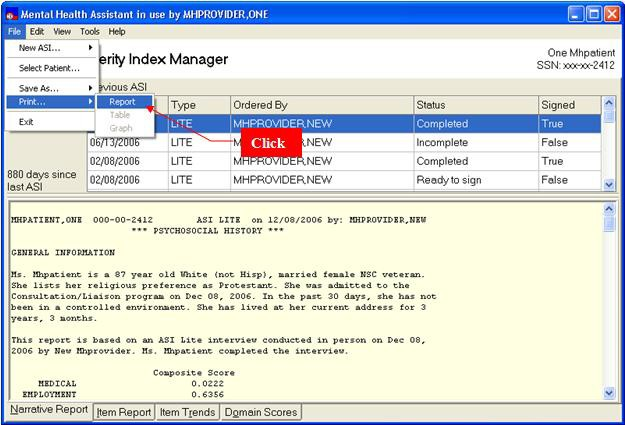 Mental Health Assistant in use by MHPROVIDER,ONE
File Edit View Tools Help
New ASI...
Select Patient...
Save As...
Print...
Exit
Report
Table
Graph
erity Index Manager
One Mhpatient
SSN: xxx-xx-2412
evious ASI
Type Ordered By Status Signed
LITE MHPROVIDER,NEW Completed True
06/13/2006 LITE MHPROVIDER,NEW Incomplete False
02/08/2006 LITE MHPROVIDER,NEW Completed True
02/08/2006 LITE MHPROVIDER,NEW Ready to sign False
Click
880 days since
last ASI
MHPATIENT,ONE 000-00-2412 ASI LITE on 12/08/2006 by: MHPROVIDER,NEW
*** PSYCHOSOCIAL HISTORY ***
GENERAL INFORMATION
Ms. Mhpatient is a 87 year old White (not Hisp), married female NSC veteran.
She lists her religious preference as Protestant. She was admitted to the
Consultation/Liaison program on Dec 08, 2006. In the past 30 days, she has not
been in a controlled environment. She has lived at her current address for 3
years, 3 months.
This report is based on an ASI Lite interview conducted in person on Dec 08,
2006 by New Mhprovider. Ms. Mhpatient completed the interview.
Composite Score
MEDICAL 0.0222
EMPLOYMENT 0.6356
Narrative Report Item Report Item Trends Domain Scores